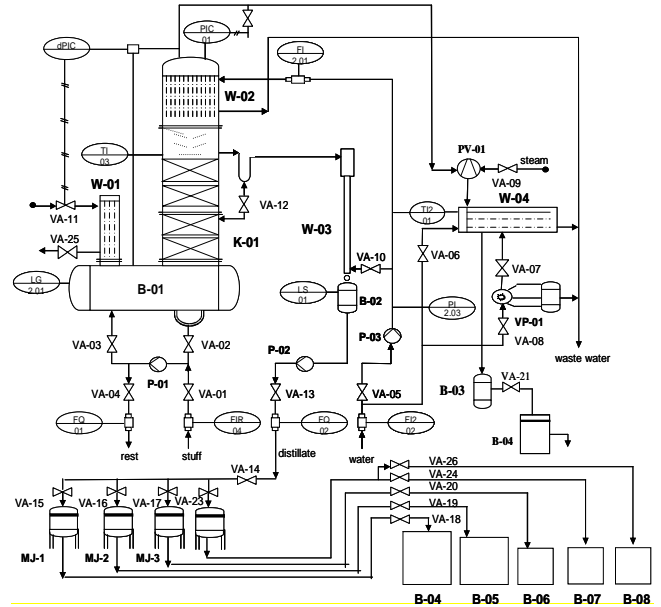 PIC
01
dPIC
FI
2.01
W-02
PV-01
steam
VA-09
TI
03
W-01
W-04
VA-12
VA-11
TI2
01
K-01
W-03
VA-06
VA-25
VA-10
VA-07
LG
2.01
B-01
LS
01
B-02
PI
2.03
VP-01
P-03
VA-08
VA-03
VA-02
P-02
waste water
P-01
VA-21
VA-04
VA-01
VA-13
VA-05
B-03
FQ
01
FIR
04
FQ
02
FI2
02
B-04
rest
stuff
distillate
water
VA-14
VA-26
VA-24
VA-15
VA-16
VA-17
VA-23
VA-20
VA-19
VA-18
MJ-1
MJ-2
MJ-3
B-04
B-05
B-06
B-07
B-08